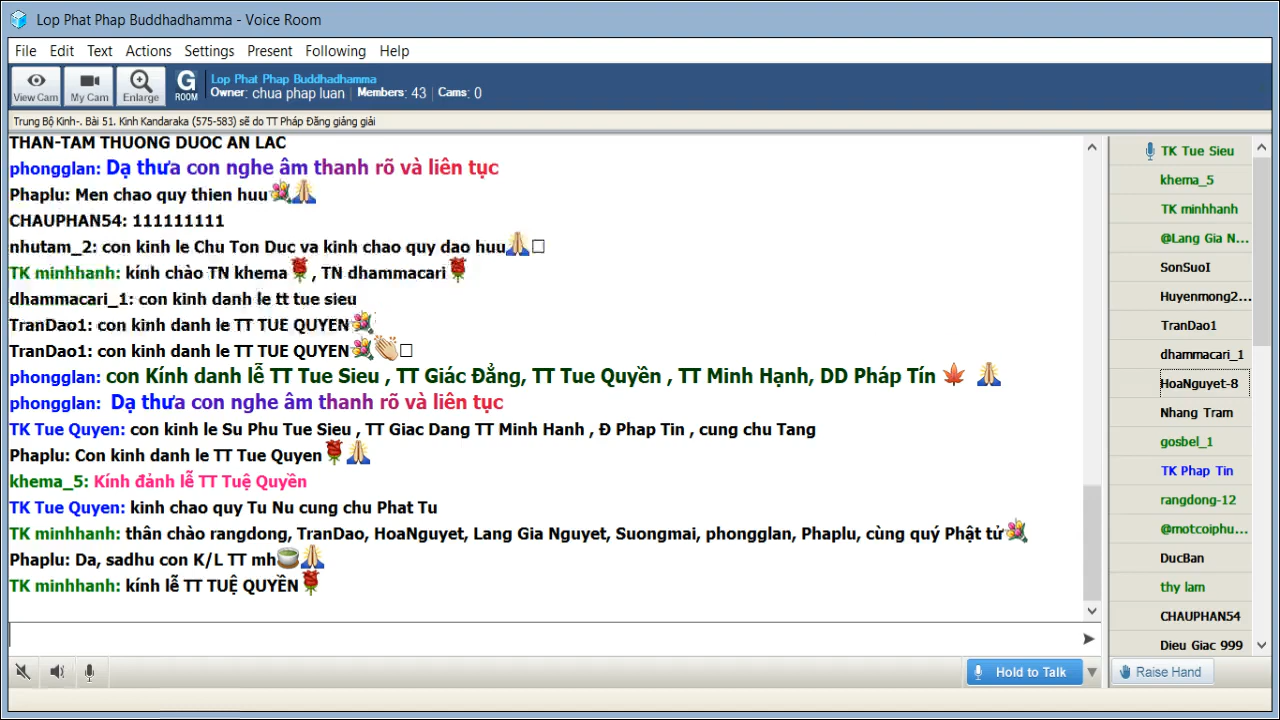 Lop Phat Phap Buddhadhamma - Voice Room
File Edit Text Actions Settings Present Following Help
View Cam My Cam Enlarge G ROOM
Lop Phat Phap Buddhadhamma
Owner: chua phap luan Members: 43 Cams: 0
Trung Bộ Kinh-. Bài 51. Kinh Kandaraka (575-583) sẽ do TT Pháp Đăng giảng giải
THAN-TAM THUONG DUOC AN LAC
phongglan: Dạ thưa con nghe âm thanh rõ và liên tục
Phaplu: Men chao quy thien huu
CHAUPHAN54: 111111111
nhutam_2: con kinh le Chu Ton Duc va kinh chao quy dao huu
TK minhhanh: kính chào TN khema, TN dhammacari
dhammacari_1: con kinh danh le tt tue sieu
TranDao1: con kinh danh le TT TUE QUYEN
TranDao1: con kinh danh le TT TUE QUYEN
phongglan: con Kính danh lễ TT Tue Sieu , TT Giác Đẳng, TT Tue Quyền , TT Minh Hạnh, DD Pháp Tín
phongglan: Dạ thưa con nghe âm thanh rõ và liên tục
TK Tue Quyen: con kinh le Su Phu Tue Sieu , TT Giac Dang TT Minh Hanh , Đ Phap Tin , cung chu Tang
Phaplu: Con kinh danh le TT Tue Quyen
khema_5: Kính đảnh lễ TT Tuệ Quyền
TK Tue Quyen: kinh chao quy Tu Nu cung chu Phat Tu
TK minhhanh: thân chào rangdong, TranDao, HoaNguyet, Lang Gia Nguyet, Suongmai, phongglan, Phaplu, cùng quý Phật tử
Phaplu: Da, sadhu con K/L TT mh
TK minhhanh: kính lễ TT TUỆ QUYỀN
Hold to Talk
TK Tue Sieu
khema_5
TK minhhanh
@Lang Gia N...
SonSuoI
Huyenmong2...
TranDao1
dhammacari_1
HoaNguyet-8
Nhang Tram
gosbel_1
TK Phap Tin
rangdong-12
@motcoiphu...
DucBan
thy lam
CHAUPHAN54
Dieu Giac 999
Raise Hand